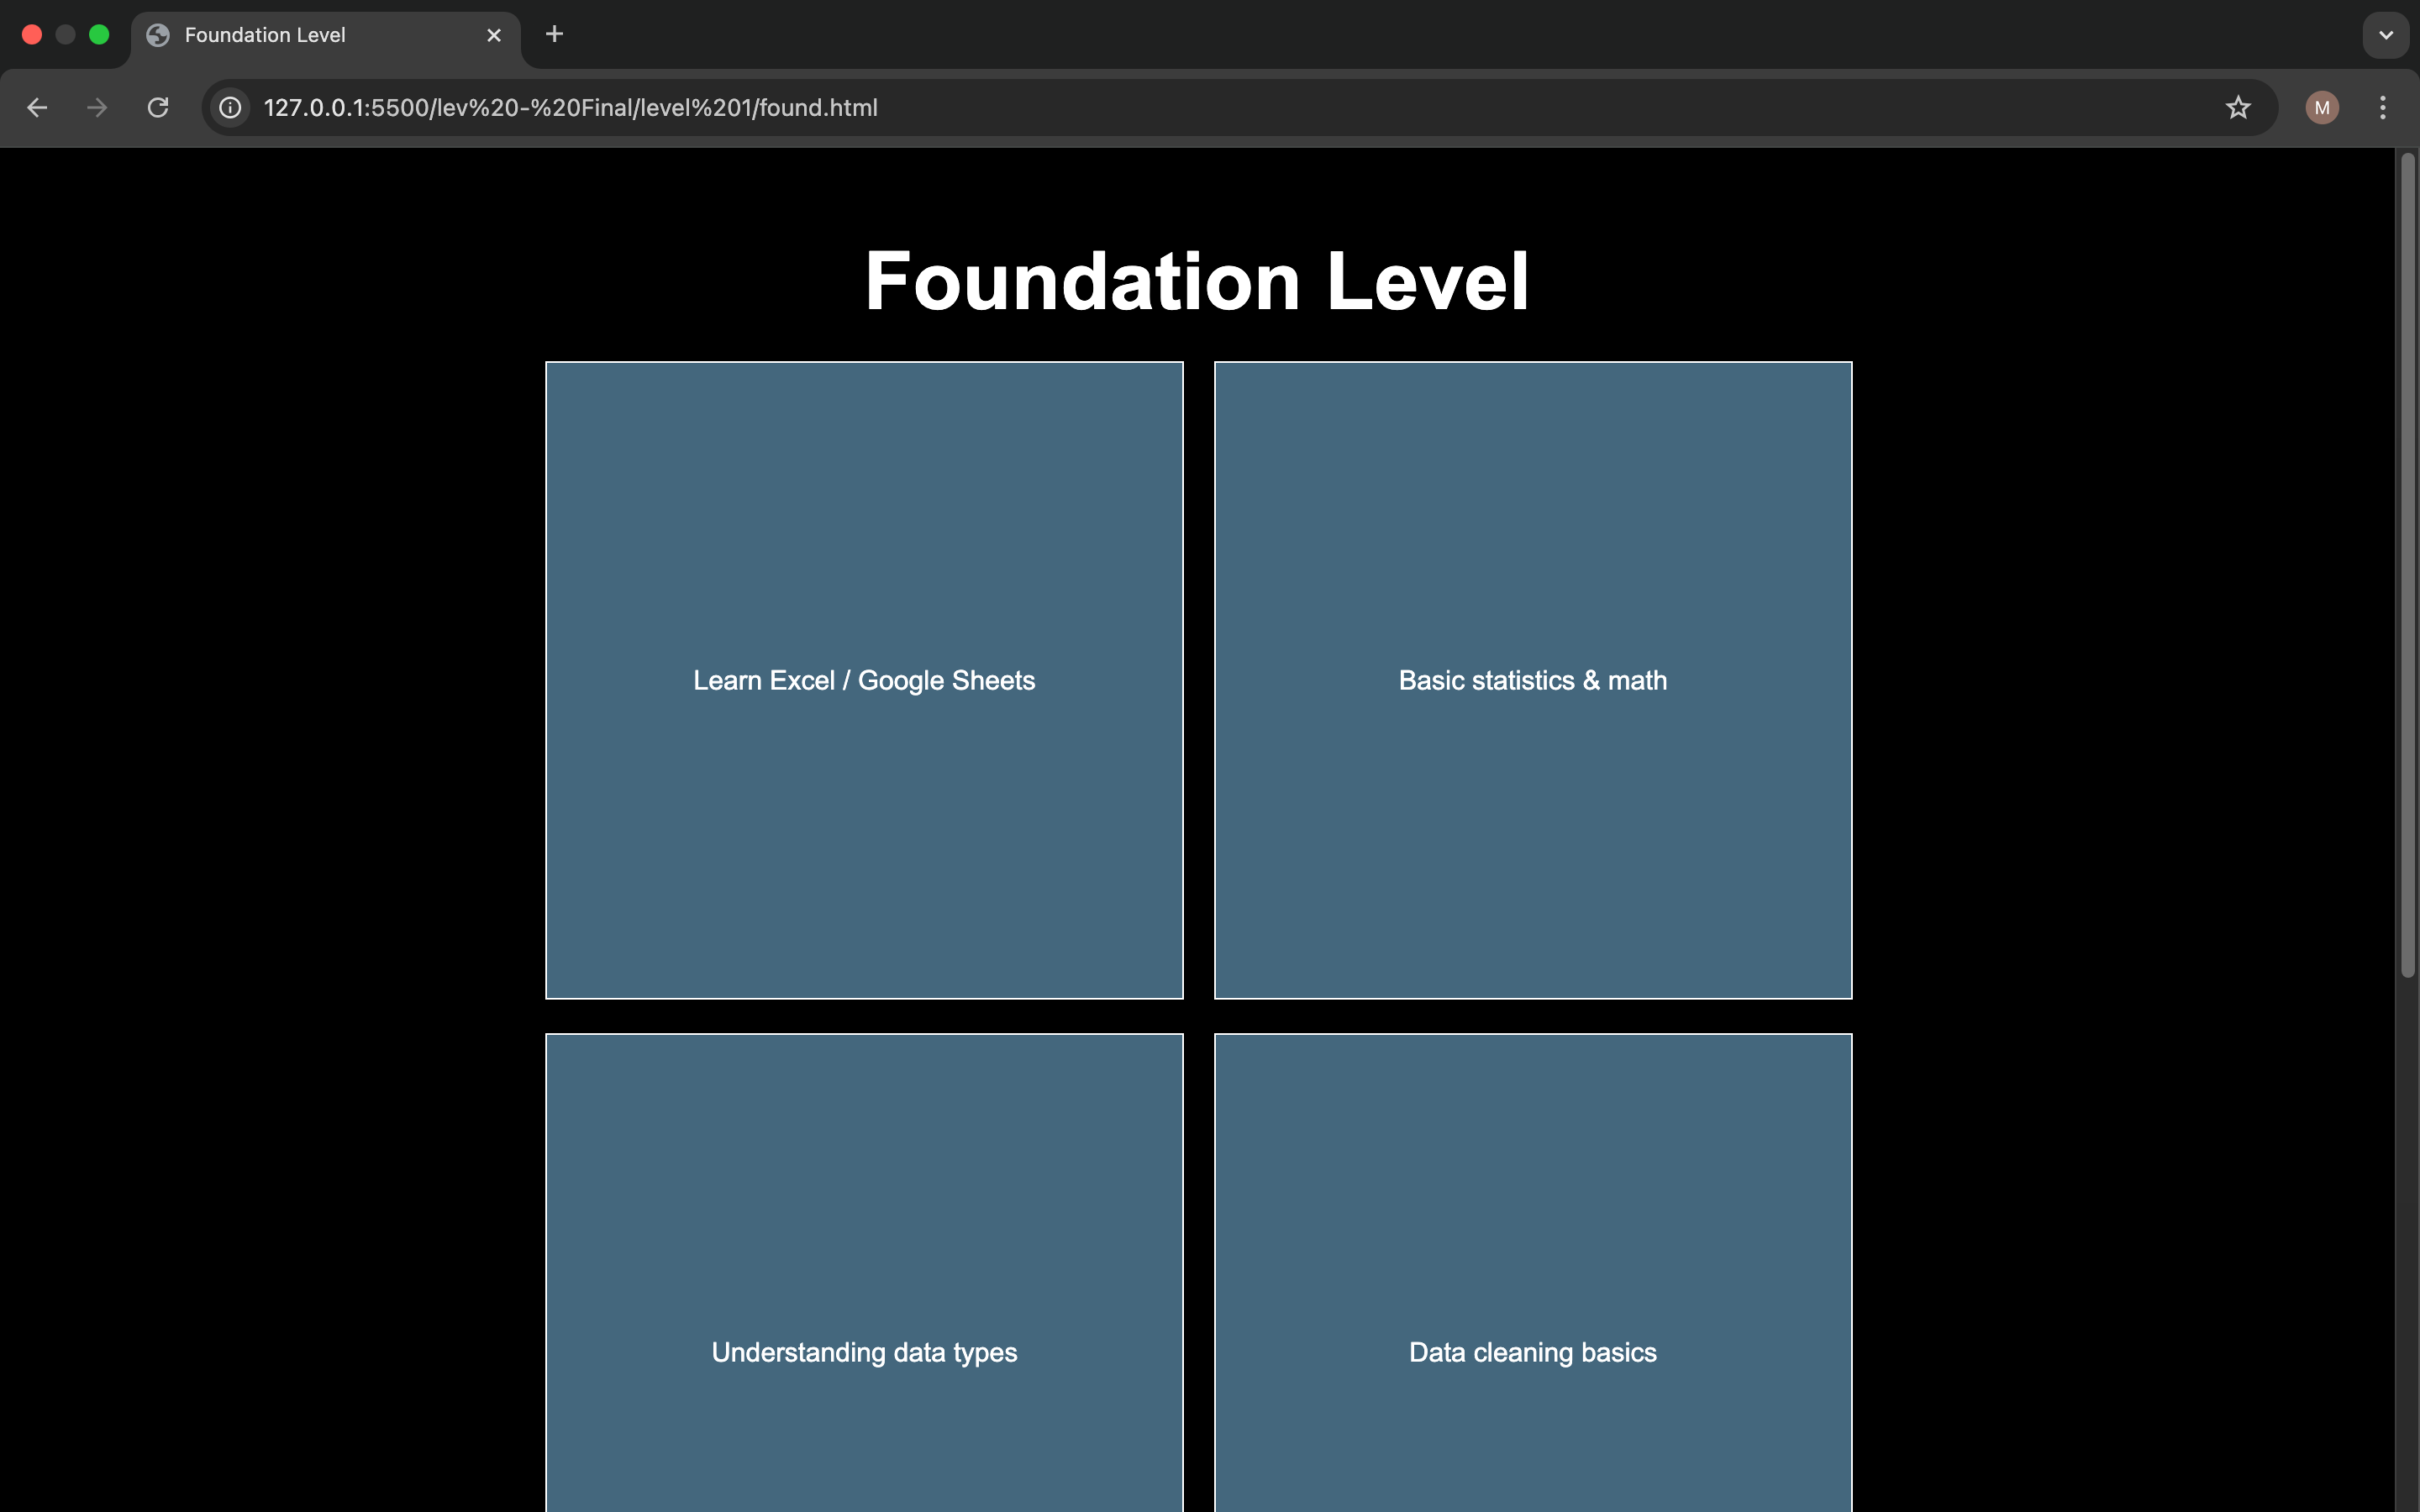 Foundation Level
127.0.0.1:5500/lev%20-%20Final/level%201/found.html
M
Foundation Level
Learn Excel / Google Sheets
Basic statistics & math
Understanding data types
Data cleaning basics